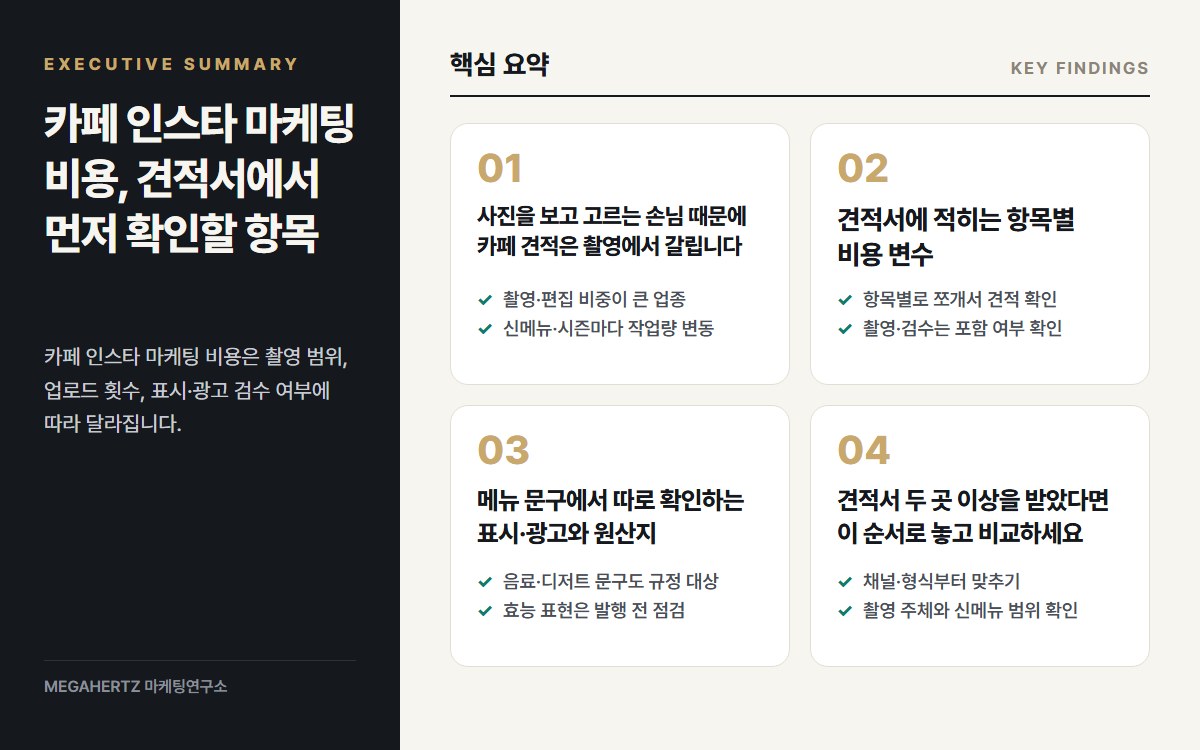 EXECUTIVE SUMMARY
카페 인스타 마케팅
비용, 견적서에서
먼저 확인할 항목
카페 인스타 마케팅 비용은 촬영 범위,
업로드 횟수, 표시·광고 검수 여부에
따라 달라집니다.
MEGAHERTZ 마케팅연구소
핵심 요약
KEY FINDINGS
01
사진을 보고 고르는 손님 때문에
카페 견적은 촬영에서 갈립니다
✓ 촬영·편집 비중이 큰 업종
✓ 신메뉴·시즌마다 작업량 변동
02
견적서에 적히는 항목별
비용 변수
✓ 항목별로 쪼개서 견적 확인
✓ 촬영·검수는 포함 여부 확인
03
메뉴 문구에서 따로 확인하는
표시·광고와 원산지
✓ 음료·디저트 문구도 규정 대상
✓ 효능 표현은 발행 전 점검
04
견적서 두 곳 이상을 받았다면
이 순서로 놓고 비교하세요
✓ 채널·형식부터 맞추기
✓ 촬영 주체와 신메뉴 범위 확인